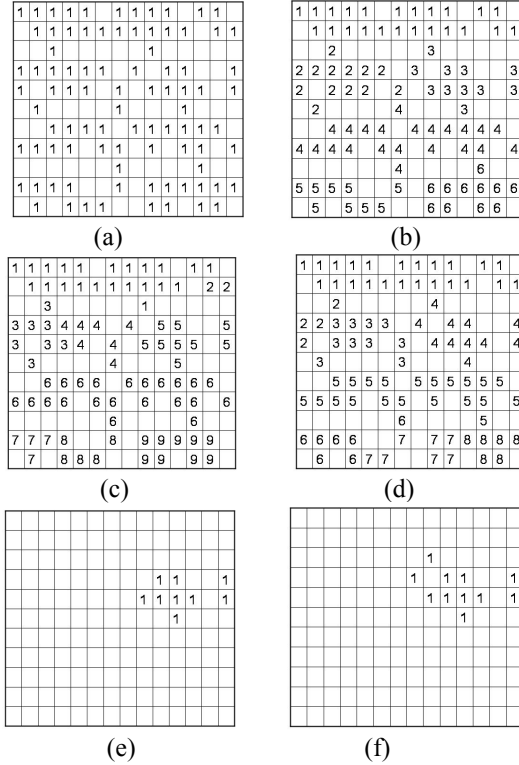 1 1 1 1 1 1 1 1 1 1 1
1 1 1 1 1 1 1 1 1 1 1 1
1 1
1 1 1 1 1 1 1 1 1 1
1 1 1 1 1 1 1 1 1 1
1 1 1
1 1 1 1 1 1 1 1 1 1
1 1 1 1 1 1 1 1 1 1
1 1
1 1 1 1 1 1 1 1 1 1 1
1 1 1 1 1 1 1 1
(a)
1 1 1 1 1 1 1 1 1 1 1
1 1 1 1 1 1 1 1 1 1 1 1
2 3
2 2 2 2 2 2 3 3 3 3
2 2 2 2 2 3 3 3 3 3
2 4 3
4 4 4 4 4 4 4 4 4 4
4 4 4 4 4 4 4 4 4 4
4 6
5 5 5 5 5 6 6 6 6 6 6
5 5 5 5 6 6 6 6
(b)
1 1 1 1 1 1 1 1 1 1 1
1 1 1 1 1 1 1 1 1 1 2 2
3 1
3 3 3 4 4 4 4 5 5 5
3 3 3 4 4 5 5 5 5 5
3 4 5
6 6 6 6 6 6 6 6 6 6
6 6 6 6 6 6 6 6 6 6
6 6
7 7 7 8 8 9 9 9 9 9 9
7 8 8 8 9 9 9 9
(c)
1 1 1 1 1 1 1 1 1 1 1
1 1 1 1 1 1 1 1 1 1 1 1
2 4
2 2 3 3 3 3 4 4 4 4
2 3 3 3 3 4 4 4 4 4
3 3 4
5 5 5 5 5 5 5 5 5 5
5 5 5 5 5 5 5 5 5 5
6 5
6 6 6 6 7 7 7 8 8 8 8
6 6 7 7 7 7 8 8
(d)
1 1 1
1 1 1 1 1
1
(e)
1
1 1 1 1
1 1 1 1 1
1
(f)